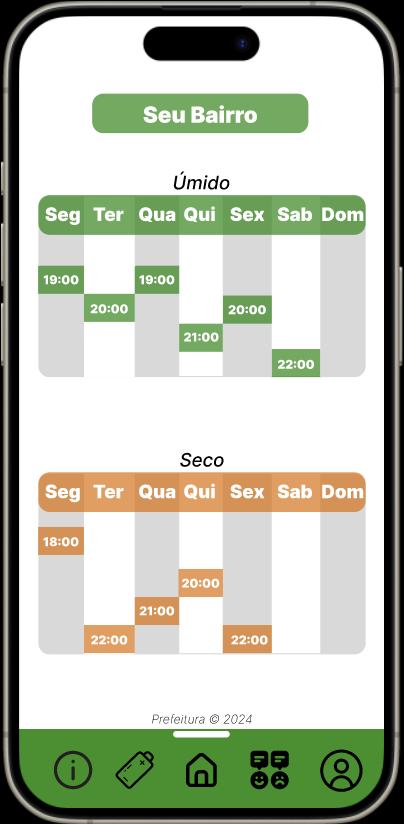 Seu Bairro
Úmido
Seg Ter Qua Qui Sex Sab Dom
19:00 19:00
20:00 20:00
21:00
22:00
Seco
Seg Ter Qua Qui Sex Sab Dom
18:00
20:00
21:00
22:00 22:00
Prefeitura © 2024